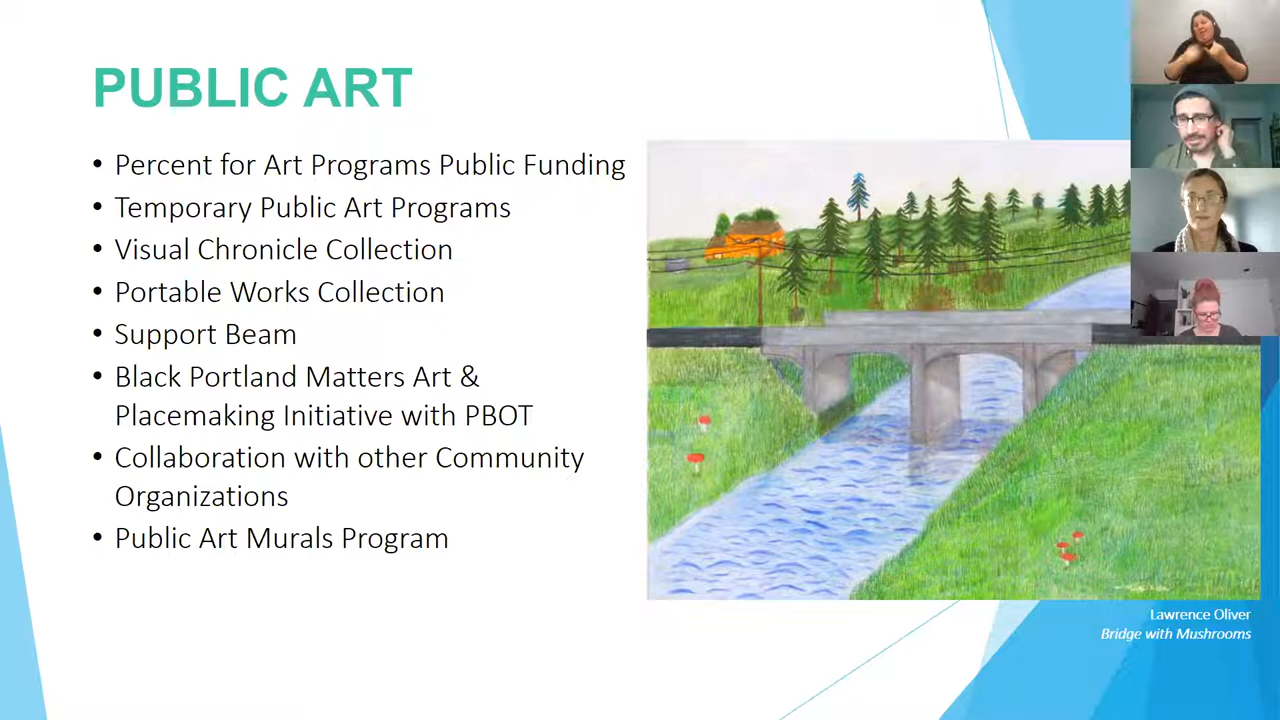 PUBLIC ART
• Percent for Art Programs Public Funding
• Temporary Public Art Programs
• Visual Chronicle Collection
• Portable Works Collection
• Support Beam
• Black Portland Matters Art &
Placemaking Initiative with PBOT
• Collaboration with other Community
Organizations
• Public Art Murals Program
Lawrence Oliver
Bridge with Mushrooms